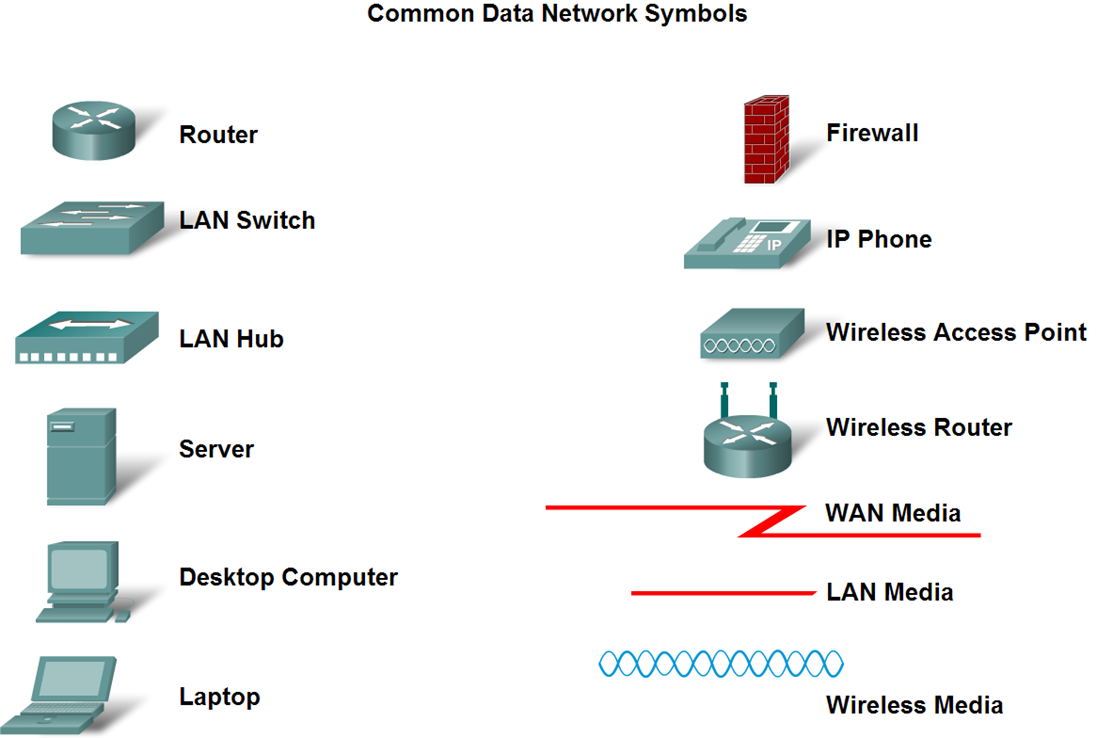 Common Data Network Symbols
Router
LAN Switch
LAN Hub
Server
Desktop Computer
Laptop
Firewall
IP Phone
IP
Wireless Access Point
Wireless Router
WAN Media
LAN Media
Wireless Media